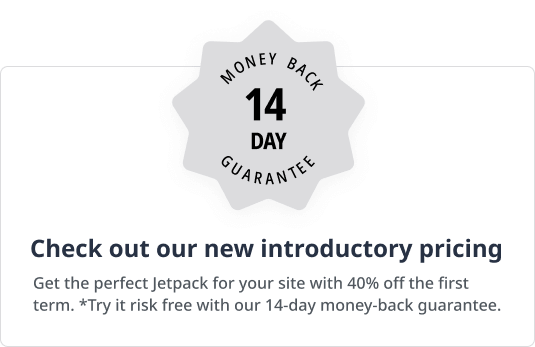 MONEY BACK
14
DAY
GUARANTEE
Check out our new introductory pricing
Get the perfect Jetpack for your site with 40% off the first
term. *Try it risk free with our 14-day money-back guarantee.